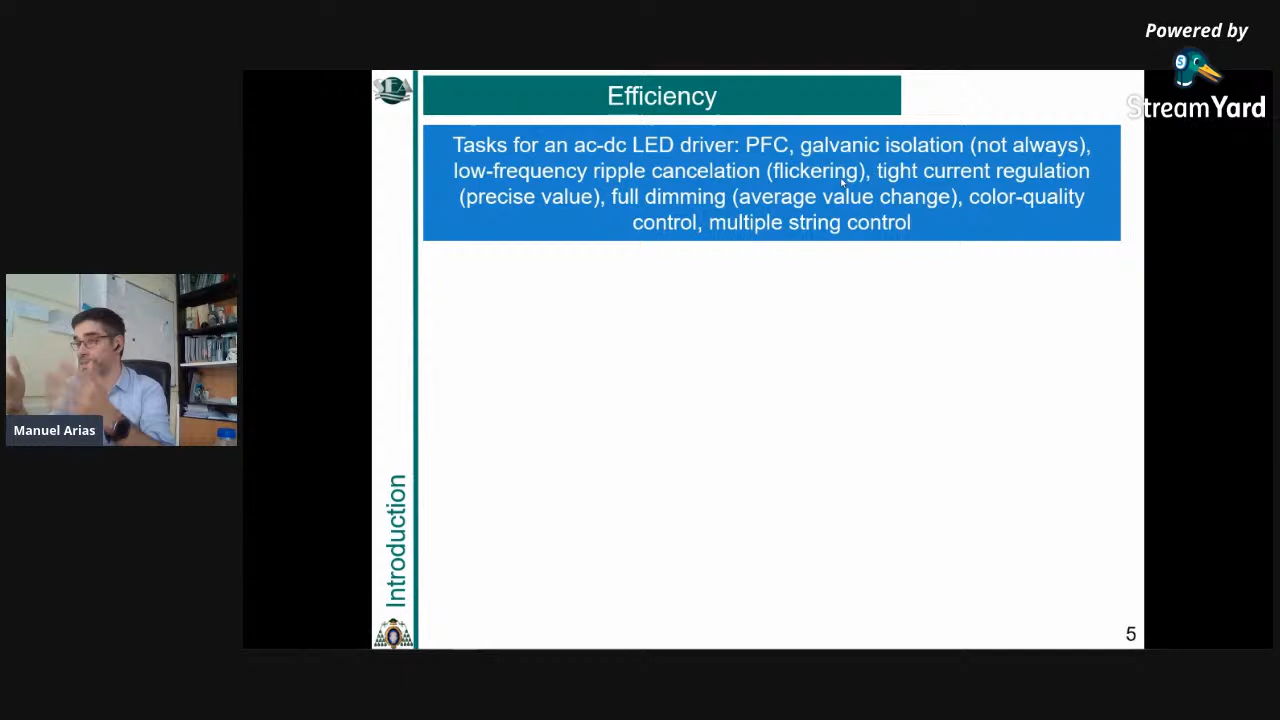 Powered by
StreamYard
SEA
Efficiency
Tasks for an ac-dc LED driver: PFC, galvanic isolation (not always),
low-frequency ripple cancelation (flickering), tight current regulation
(precise value), full dimming (average value change), color-quality
control, multiple string control
Manuel Arias
Introduction
5